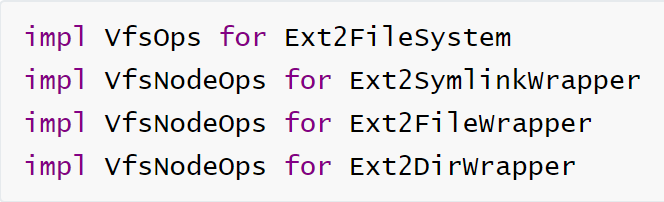 impl VfsOps for Ext2FileSystem
impl VfsNodeOps for Ext2SymlinkWrapper
impl VfsNodeOps for Ext2FileWrapper
impl VfsNodeOps for Ext2DirWrapper